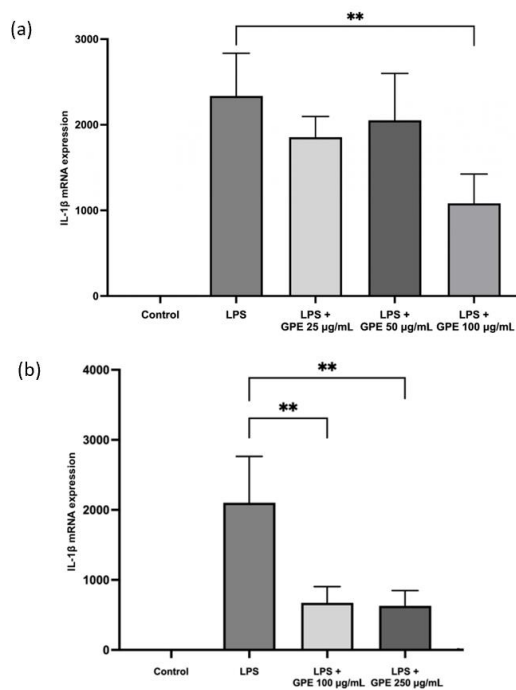 (a)
**
3000
2000
1000
0
IL-1β mRNA expression
Control
LPS
LPS +
GPE 25 µg/mL
LPS +
GPE 50 µg/mL
LPS +
GPE 100 µg/mL
(b)
**
**
4000
3000
2000
1000
0
IL-1β mRNA expression
Control
LPS
LPS +
GPE 100 µg/mL
LPS +
GPE 250 µg/mL